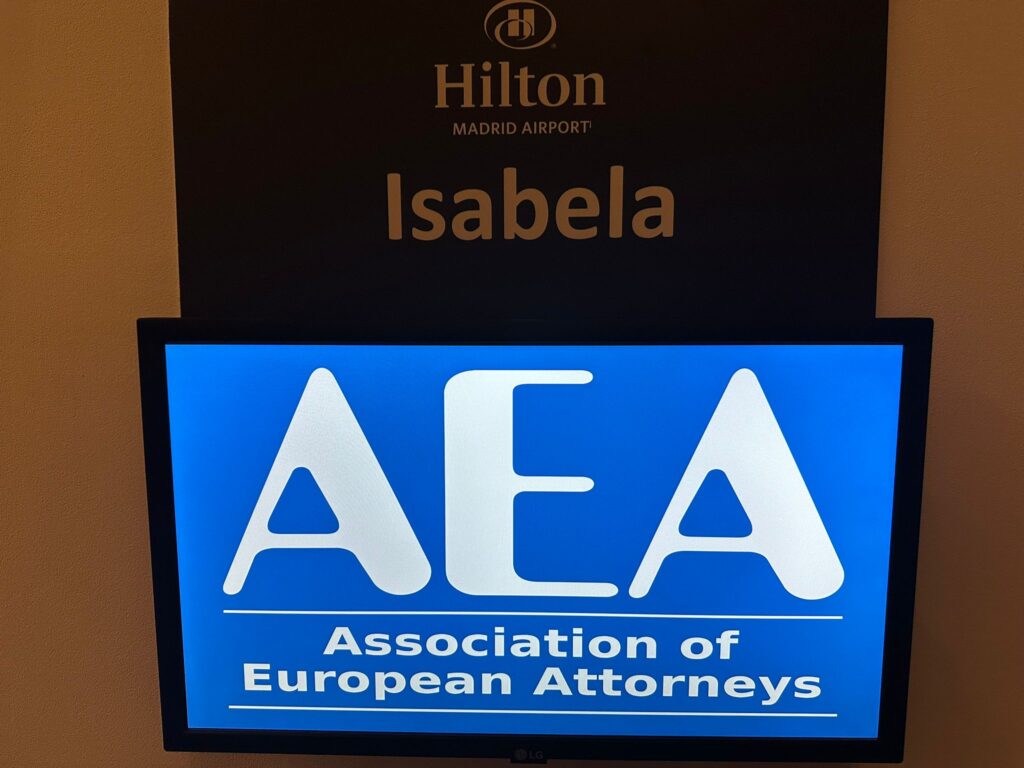 Hilton
MADRID AIRPORT
Isabela
AEA
Association of
European Attorneys
LG